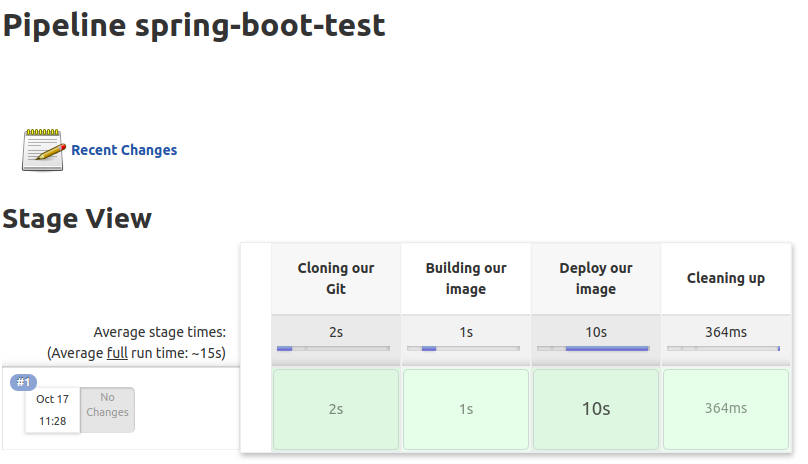 Pipeline spring-boot-test
Recent Changes
Stage View
Cloning our
Git
Building our
image
Deploy our
image
Cleaning up
Average stage times:
(Average full run time: ~15s)
2s
1s
10s
364ms
#1
Oct 17
11:28
No
Changes
2s
1s
10s
364ms